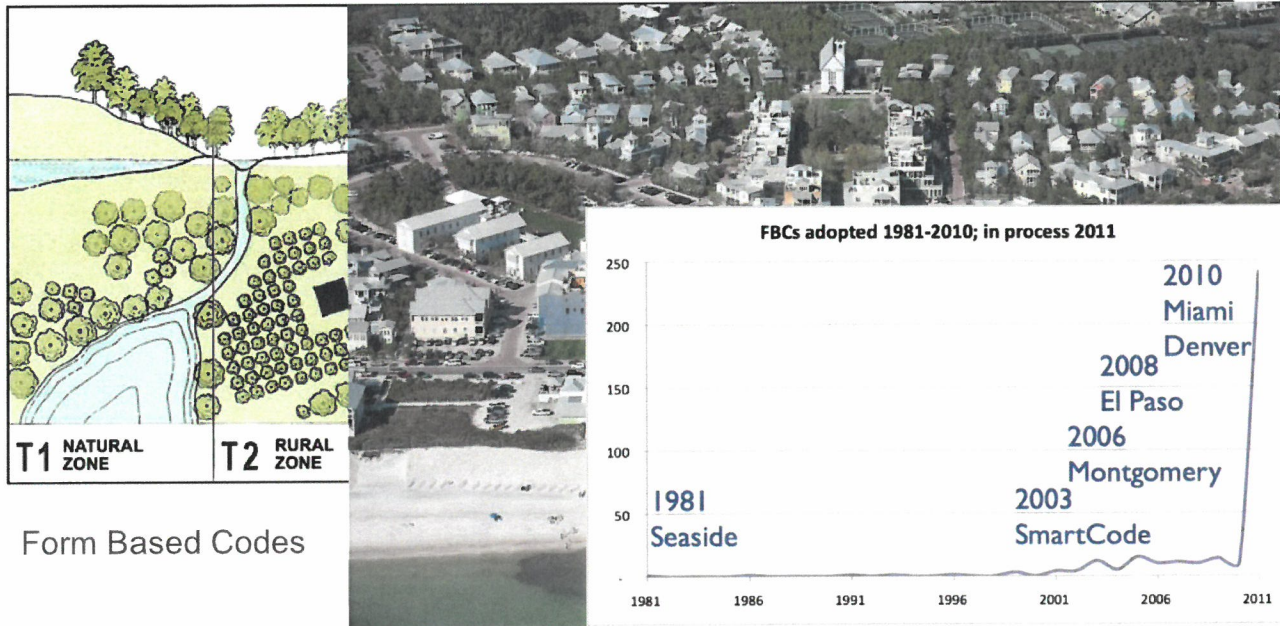 T1 NATURAL ZONE
T2 RURAL ZONE
Form Based Codes
FBCs adopted 1981-2010; in process 2011
250
200
150
100
50
-
2010
Miami
Denver
2008
El Paso
2006
Montgomery
2003
SmartCode
1981
Seaside
1981
1986
1991
1996
2001
2006
2011